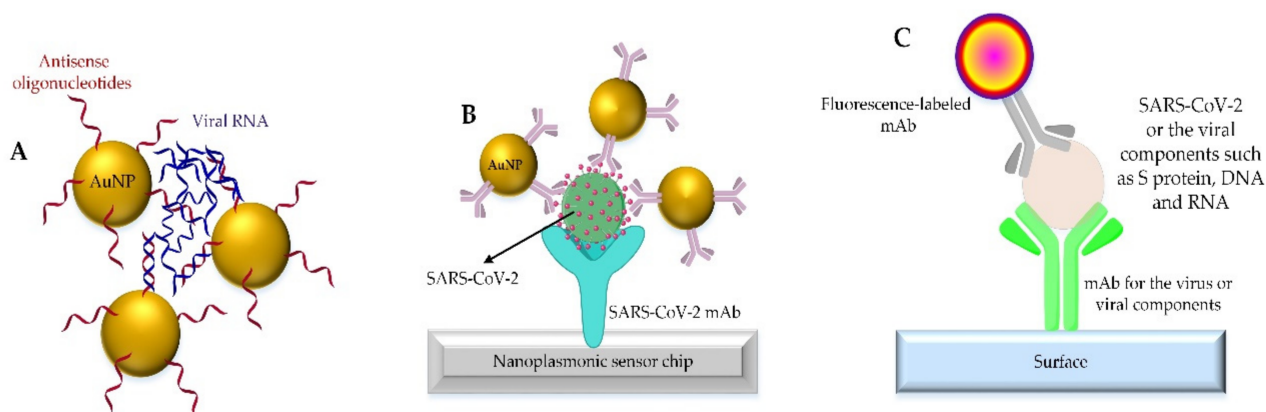 A
Antisense
oligonucleotides
Viral RNA
AuNP
B
AuNP
SARS-CoV-2
SARS-CoV-2 mAb
Nanoplasmonic sensor chip
C
Fluorescence-labeled
mAb
SARS-CoV-2
or the viral
components such
as S protein, DNA
and RNA
mAb for the virus or
viral components
Surface